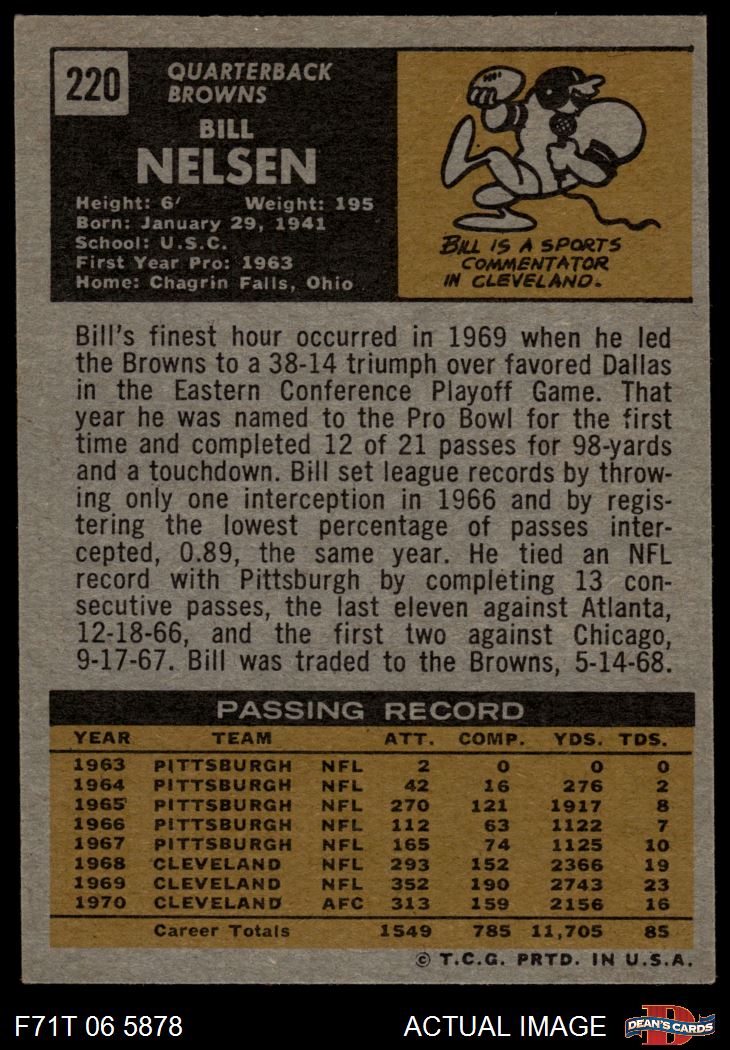 220
QUARTERBACK
BROWNS
BILL
NELSEN
Height: 6' Weight: 195
Born: January 29, 1941
School: U.S.C.
First Year Pro: 1963
Home: Chagrin Falls, Ohio
BILL IS A SPORTS
COMMENTATOR
IN CLEVELAND.
Bill's finest hour occurred in 1969 when he led
the Browns to a 38-14 triumph over favored Dallas
in the Eastern Conference Playoff Game. That
year he was named to the Pro Bowl for the first
time and completed 12 of 21 passes for 98-yards
and a touchdown. Bill set league records by throw-
ing only one interception in 1966 and by regis-
tering the lowest percentage of passes inter-
cepted, 0.89, the same year. He tied an NFL
record with Pittsburgh by completing 13 con-
secutive passes, the last eleven against Atlanta,
12-18-66, and the first two against Chicago,
9-17-67. Bill was traded to the Browns, 5-14-68.
PASSING RECORD
YEAR TEAM ATT. COMP. YDS. TDS.
1963 PITTSBURGH NFL 2 0 0 0
1964 PITTSBURGH NFL 42 16 276 2
1965 PITTSBURGH NFL 270 121 1917 8
1966 PITTSBURGH NFL 112 63 1122 7
1967 PITTSBURGH NFL 165 74 1125 10
1968 CLEVELAND NFL 293 152 2366 19
1969 CLEVELAND NFL 352 190 2743 23
1970 CLEVELAND AFC 313 159 2156 16
Career Totals 1549 785 11,705 85
© T.C.G. PRTD. IN U.S.A.
F71T 06 5878 ACTUAL IMAGE D DEAN'S CARDS